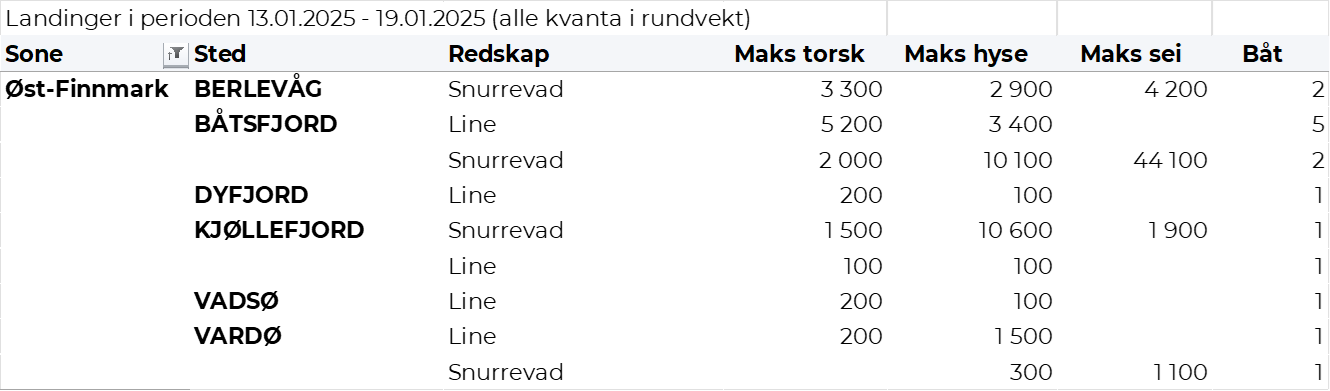 Landinger i perioden 13.01.2025 - 19.01.2025 (alle kvanta i rundvekt)
Sone Sted Redskap Maks torsk Maks hyse Maks sei Båt
Øst-Finnmark BERLEVÅG Snurrevad 3 300 2 900 4 200 2
BÅTSFJORD Line 5 200 3 400 5
Snurrevad 2 000 10 100 44 100 2
DYFJORD Line 200 100 1
KJØLLEFJORD Snurrevad 1 500 10 600 1 900 1
Line 100 100 1
VADSØ Line 200 100 1
VARDØ Line 200 1 500 1
Snurrevad 300 1 100 1